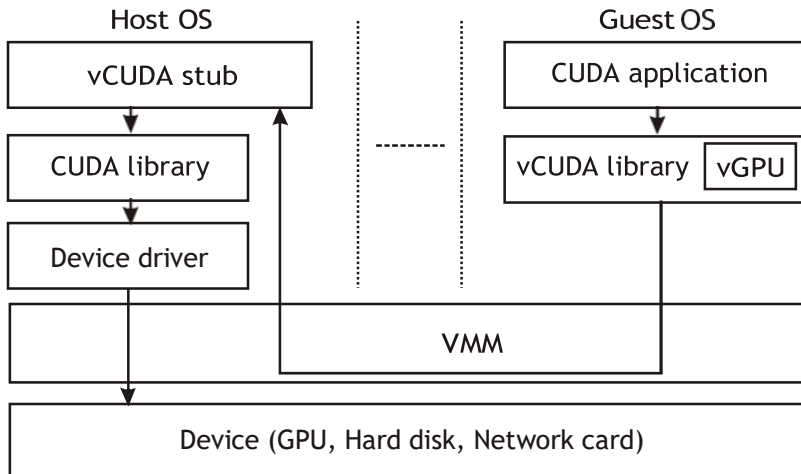 Host OS
Guest OS
vCUDA stub
CUDA application
CUDA library
vCUDA library
vGPU
Device driver
VMM
Device (GPU, Hard disk, Network card)